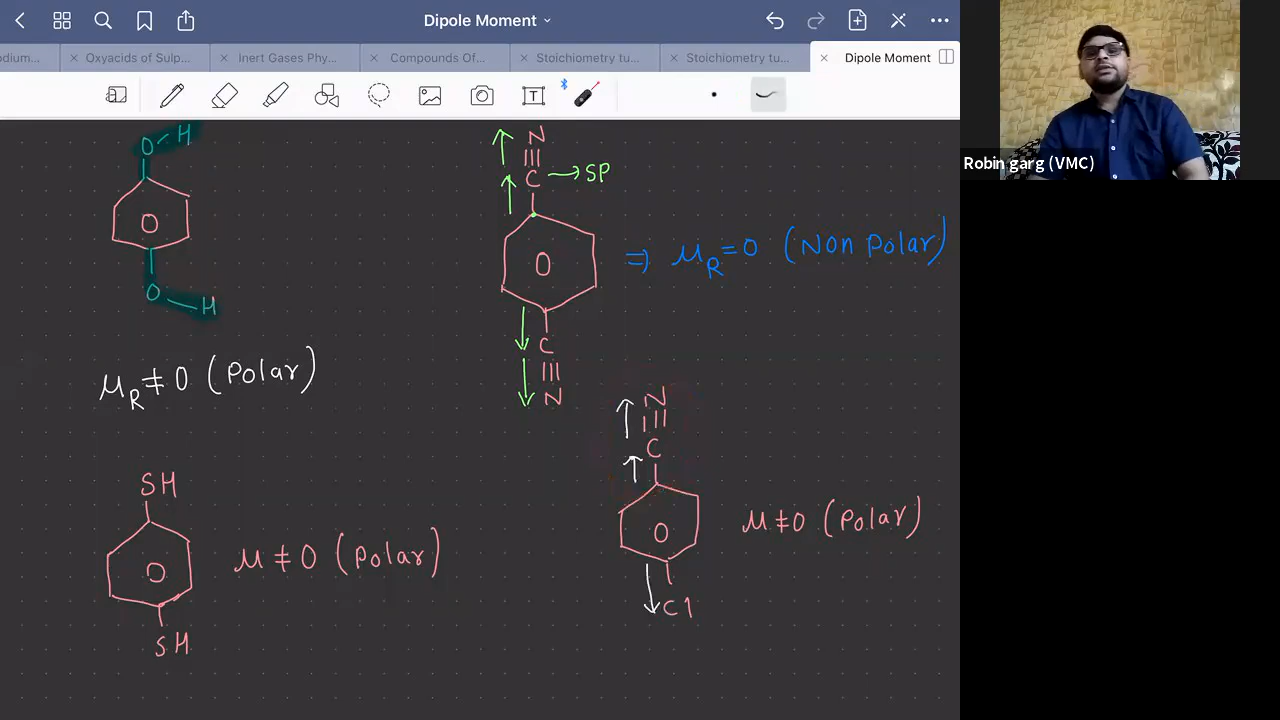 Dipole Moment
odium...
Oxyacids of Sulp...
Inert Gases Phy...
Compounds Of...
Stoichiometry tu...
Stoichiometry tu...
Dipole Moment
T
Robin garg (VMC)
O H
O
O H
μR ≠ 0 (Polar)
N
C → SP
O
C
N
⇒ μR = 0 (Non Polar)
SH
O
SH
μ ≠ 0 (Polar)
N
C
O
Cl
μ ≠ 0 (Polar)